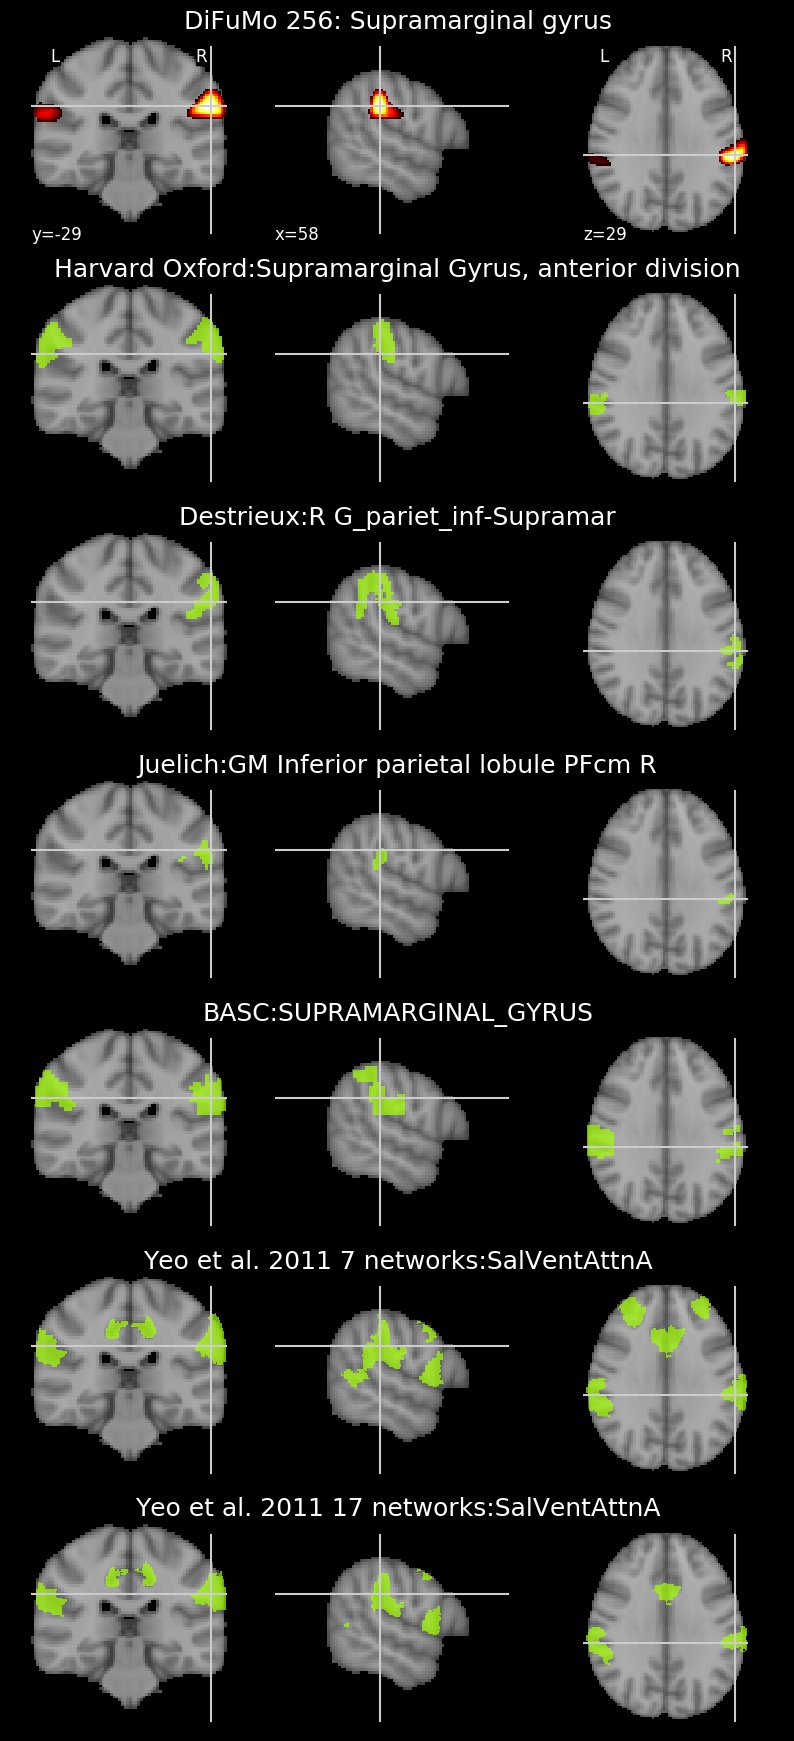 DiFuMo 256: Supramarginal gyrus
L R L R
y=-29 x=58 z=29
Harvard Oxford:Supramarginal Gyrus, anterior division
Destrieux:R G_pariet_inf-Supramar
Juelich:GM Inferior parietal lobule PFcm R
BASC:SUPRAMARGINAL_GYRUS
Yeo et al. 2011 7 networks:SalVentAttnA
Yeo et al. 2011 17 networks:SalVentAttnA